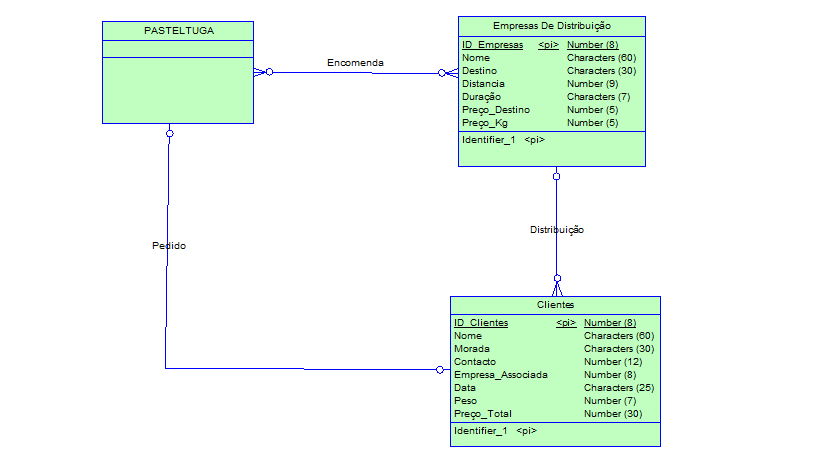 PASTELTUGA
Encomenda
Empresas De Distribuição
ID_Empresas <pi> Number (8)
Nome Characters (60)
Destino Characters (30)
Distancia Number (9)
Duração Characters (7)
Preço_Destino Number (5)
Preço_Kg Number (5)
Identifier_1 <pi>
Pedido
Distribuição
Clientes
ID_Clientes <pi> Number (8)
Nome Characters (60)
Morada Characters (30)
Contacto Number (12)
Empresa_Associada Number (8)
Data Characters (25)
Peso Number (7)
Preço_Total Number (30)
Identifier_1 <pi>